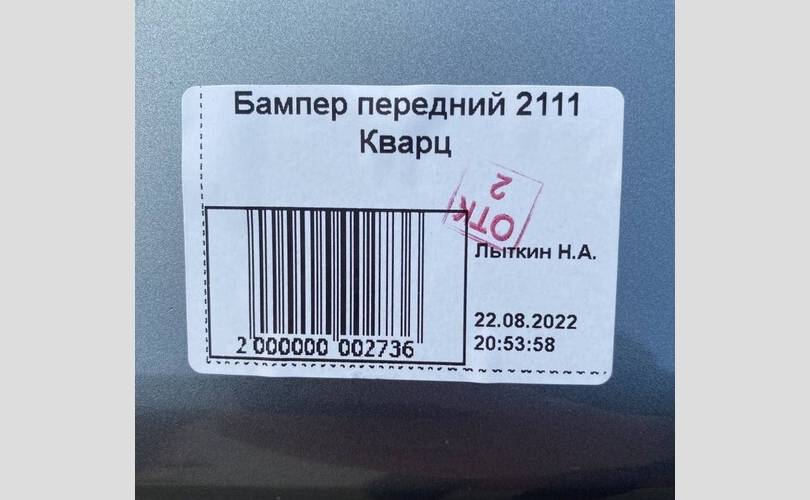 Бампер передний 2111
Кварц
ОТК
2
Лыткин Н.А.
22.08.2022
20:53:58
2 000000 002736